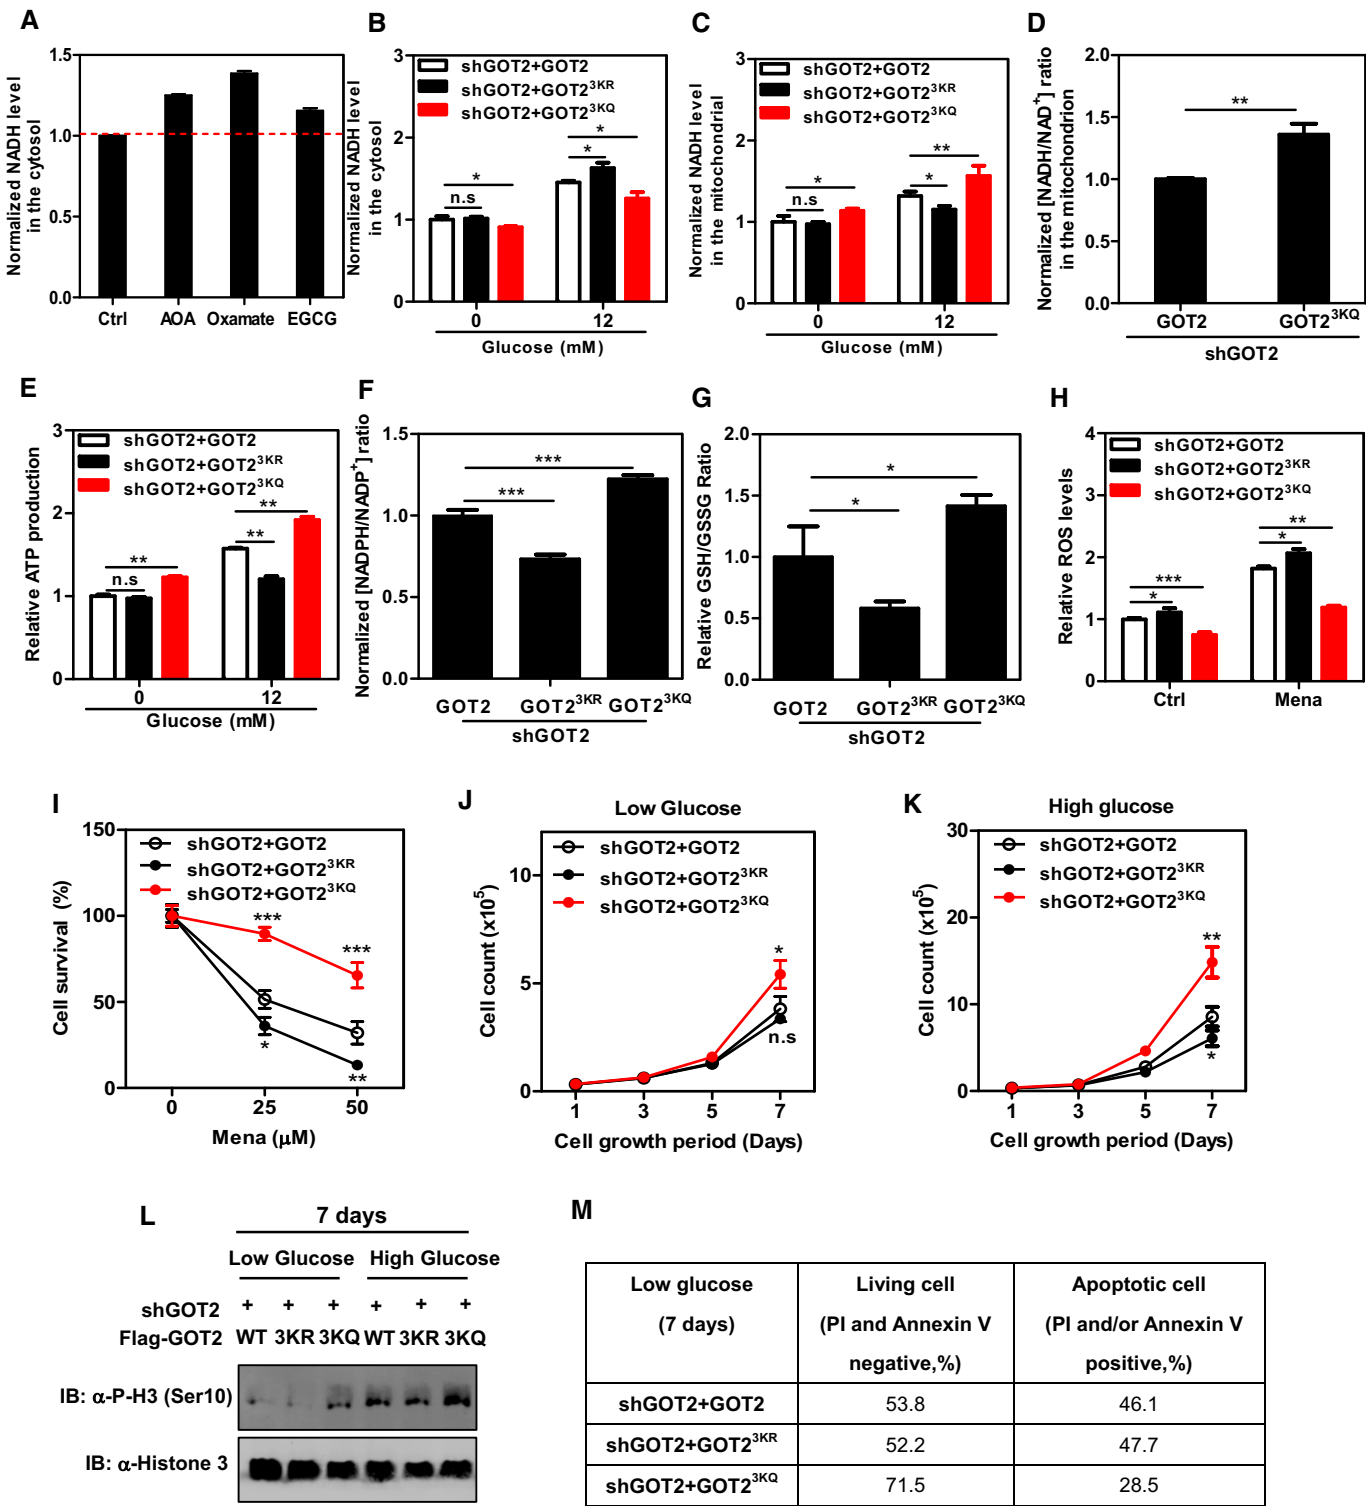 A
Normalized NADH level
in the cytosol
1.5
1.0
0.5
0.0
Ctrl AOA Oxamate EGCG
B
Normalized NADH level
in the cytosol
3
2
1
0
shGOT2+GOT2
shGOT2+GOT2^3KR
shGOT2+GOT2^3KQ
*
n.s
*
*
0 12
Glucose (mM)
C
Normalized NADH level
in the mitochondrial
3
2
1
0
shGOT2+GOT2
shGOT2+GOT2^3KR
shGOT2+GOT2^3KQ
*
n.s
**
*
0 12
Glucose (mM)
D
Normalized [NADH/NAD+] ratio
in the mitochondrion
2.0
1.5
1.0
0.5
0.0
**
GOT2 GOT2^3KQ
shGOT2
E
Relative ATP production
3
2
1
0
shGOT2+GOT2
shGOT2+GOT2^3KR
shGOT2+GOT2^3KQ
**
n.s
**
**
0 12
Glucose (mM)
F
Normalized [NADPH/NADP+] ratio
1.5
1.0
0.5
0.0
***
***
GOT2 GOT2^3KR GOT2^3KQ
shGOT2
G
Relative GSH/GSSG Ratio
2.0
1.5
1.0
0.5
0.0
*
*
GOT2 GOT2^3KR GOT2^3KQ
shGOT2
H
Relative ROS levels
4
3
2
1
0
shGOT2+GOT2
shGOT2+GOT2^3KR
shGOT2+GOT2^3KQ
***
*
**
*
Ctrl Mena
I
Cell survival (%)
150
100
50
0
shGOT2+GOT2
shGOT2+GOT2^3KR
shGOT2+GOT2^3KQ
***
***
*
**
0 25 50
Mena (μM)
J
Low Glucose
Cell count (x10^5)
10
5
0
shGOT2+GOT2
shGOT2+GOT2^3KR
shGOT2+GOT2^3KQ
*
n.s
1 3 5 7
Cell growth period (Days)
K
High glucose
Cell count (x10^5)
30
20
10
0
shGOT2+GOT2
shGOT2+GOT2^3KR
shGOT2+GOT2^3KQ
**
*
1 3 5 7
Cell growth period (Days)
L
7 days
Low Glucose High Glucose
shGOT2 + + + + + +
Flag-GOT2 WT 3KR 3KQ WT 3KR 3KQ
IB: α-P-H3 (Ser10)
IB: α-Histone 3
M
Low glucose
(7 days)
Living cell
(PI and Annexin V
negative,%)
Apoptotic cell
(PI and/or Annexin V
positive,%)
shGOT2+GOT2 53.8 46.1
shGOT2+GOT2^3KR 52.2 47.7
shGOT2+GOT2^3KQ 71.5 28.5